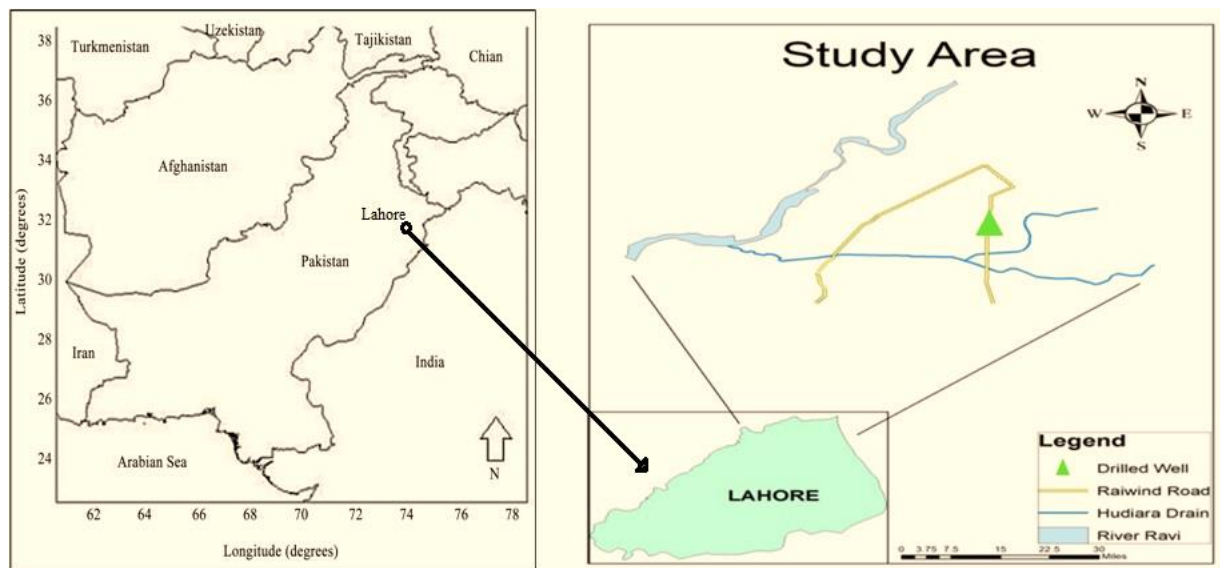 38
36
34
32
30
28
26
24
Latitude (degrees)
Turkmenistan
Uzekistan
Tajikistan
Chian
Afghanistan
Lahore
Pakistan
Iran
India
Arabian Sea
N
62 64 66 68 70 72 74 76 78
Longitude (degrees)
Study Area
N
W E
S
LAHORE
Legend
Drilled Well
Raiwind Road
Hudiara Drain
River Ravi
0 3.75 7.5 15 22.5 30
Miles